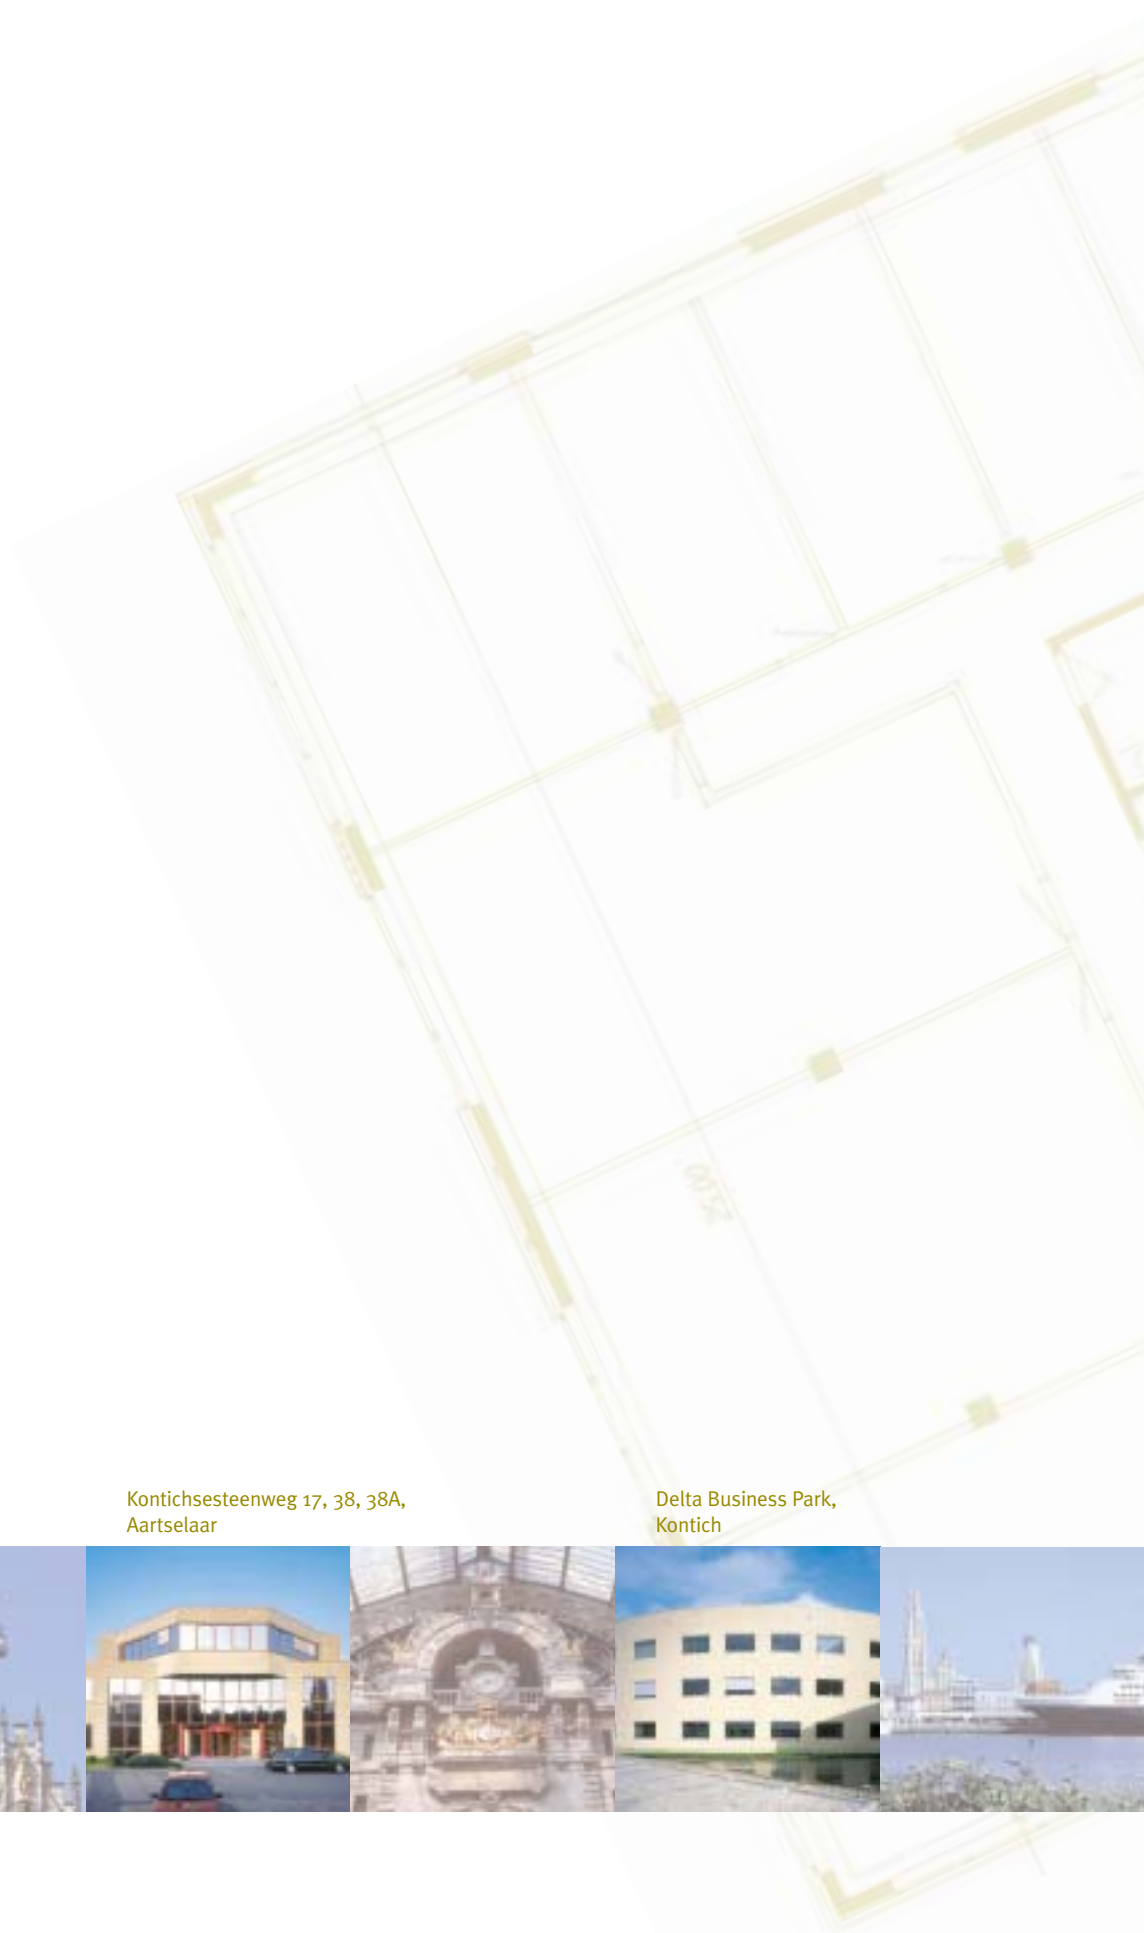 Kontichsesteenweg 17, 38, 38A,
Aartselaar
Delta Business Park,
Kontich